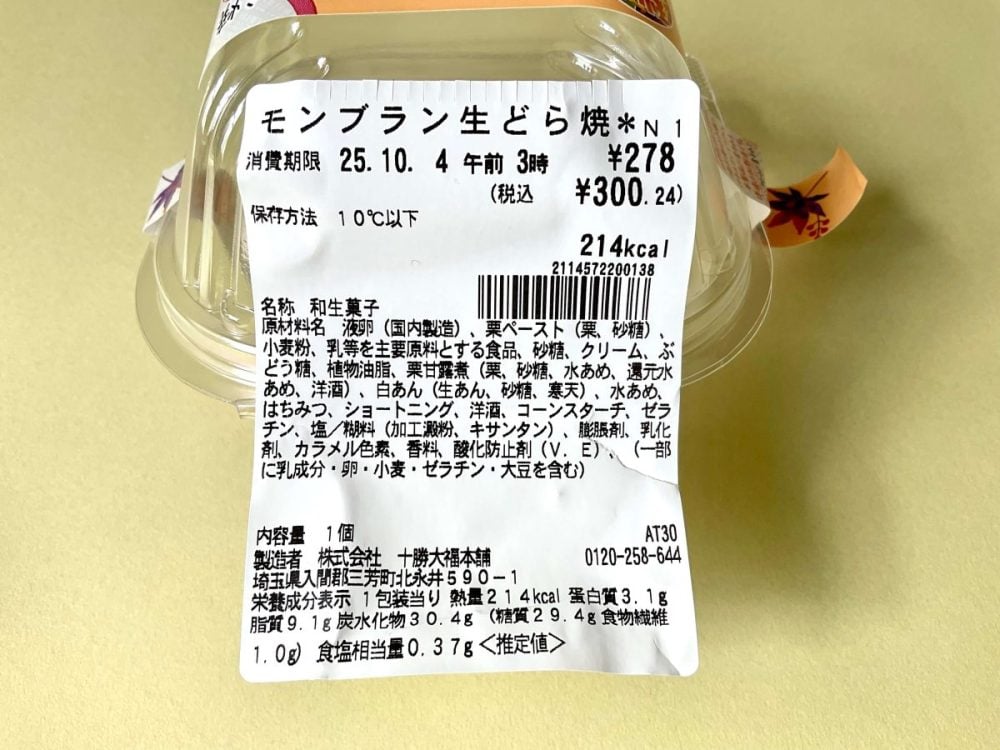 モンブラン生どら焼＊N1
消費期限 25.10. 4 午前 3時 ¥278
(税込 ¥300.24)
保存方法 10℃以下
214kcal
2114572200138
名称 和生菓子
原材料名 液卵（国内製造）、栗ペースト（栗、砂糖）、
小麦粉、乳等を主要原料とする食品、砂糖、クリーム、ぶ
どう糖、植物油脂、栗甘露煮（栗、砂糖、水あめ、還元水
あめ、洋酒）、白あん（生あん、砂糖、寒天）、水あめ、
はちみつ、ショートニング、洋酒、コーンスターチ、ゼラ
チン、塩／糊料（加工澱粉、キサンタン）、膨脹剤、乳化
剤、カラメル色素、香料、酸化防止剤（V．E）、（一部
に乳成分・卵・小麦・ゼラチン・大豆を含む）
内容量 1個 AT30
製造者 株式会社 十勝大福本舗 0120-258-644
埼玉県入間郡三芳町北永井590－1
栄養成分表示 1包装当り 熱量214kcal 蛋白質3.1g
脂質9.1g 炭水化物30.4g (糖質29.4g 食物繊維
1.0g) 食塩相当量0.37g＜推定値＞